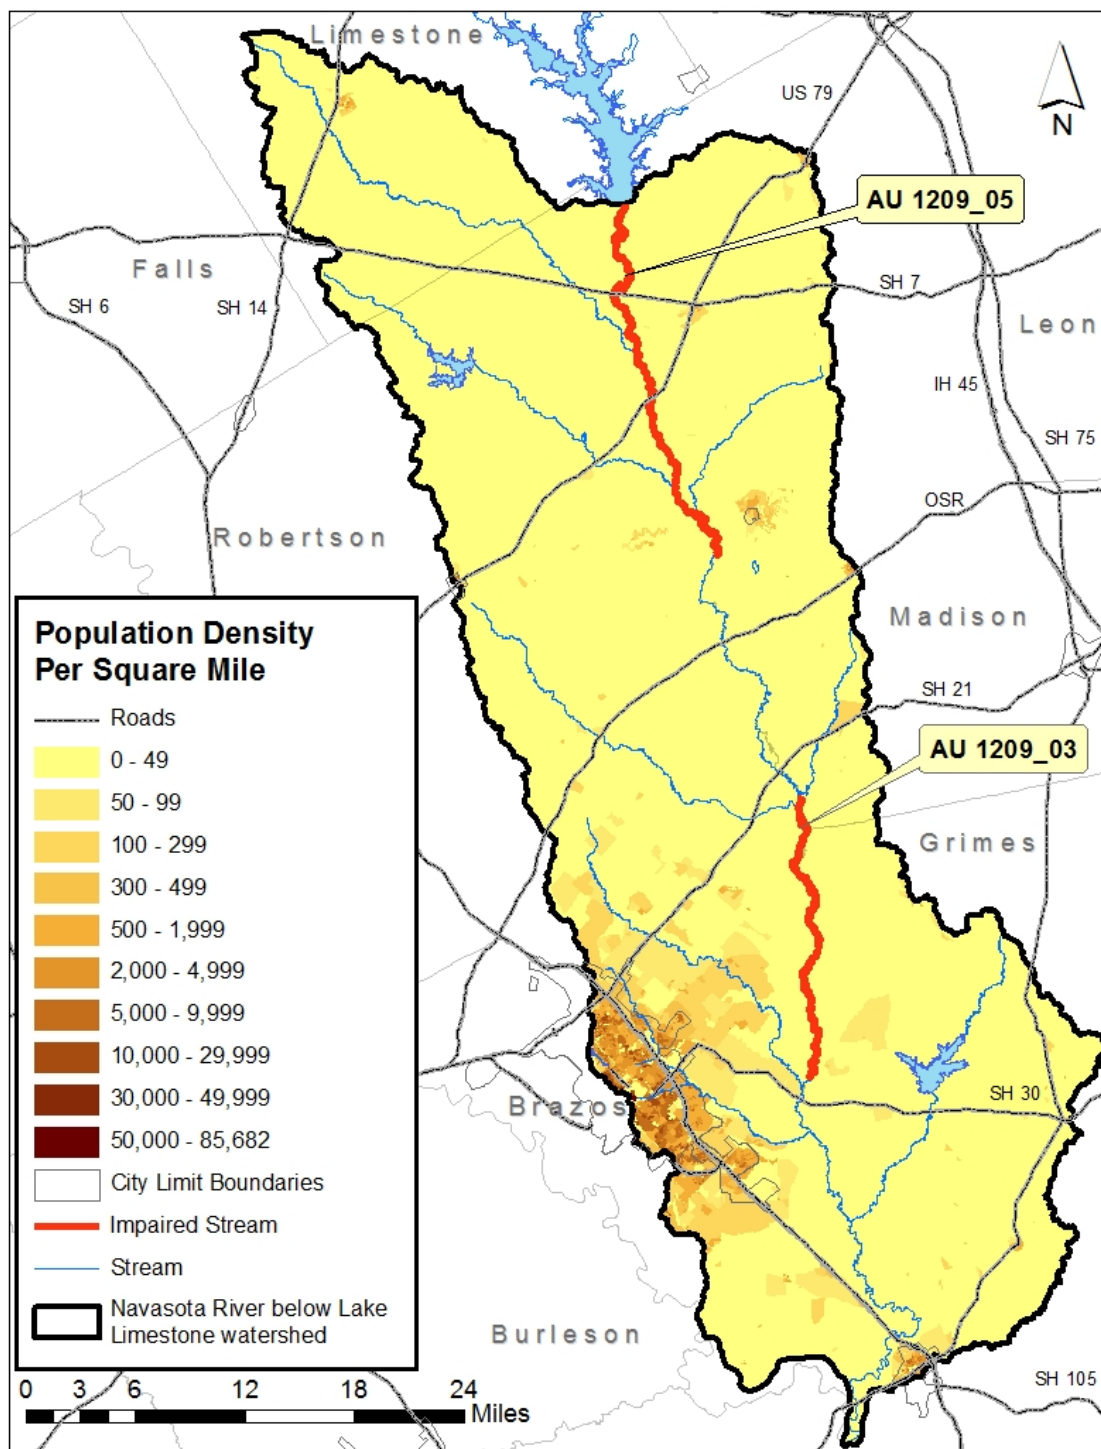 Limestone
US 79
N
AU 1209_05
Falls
SH 6
SH 14
SH 7
Leon
IH 45
SH 75
OSR
Robertson
Madison
SH 21
AU 1209_03
Grimes
SH 30
Brazos
Burleson
SH 105
Population Density
Per Square Mile
Roads
0 - 49
50 - 99
100 - 299
300 - 499
500 - 1,999
2,000 - 4,999
5,000 - 9,999
10,000 - 29,999
30,000 - 49,999
50,000 - 85,682
City Limit Boundaries
Impaired Stream
Stream
Navasota River below Lake
Limestone watershed
0 3 6 12 18 24
Miles